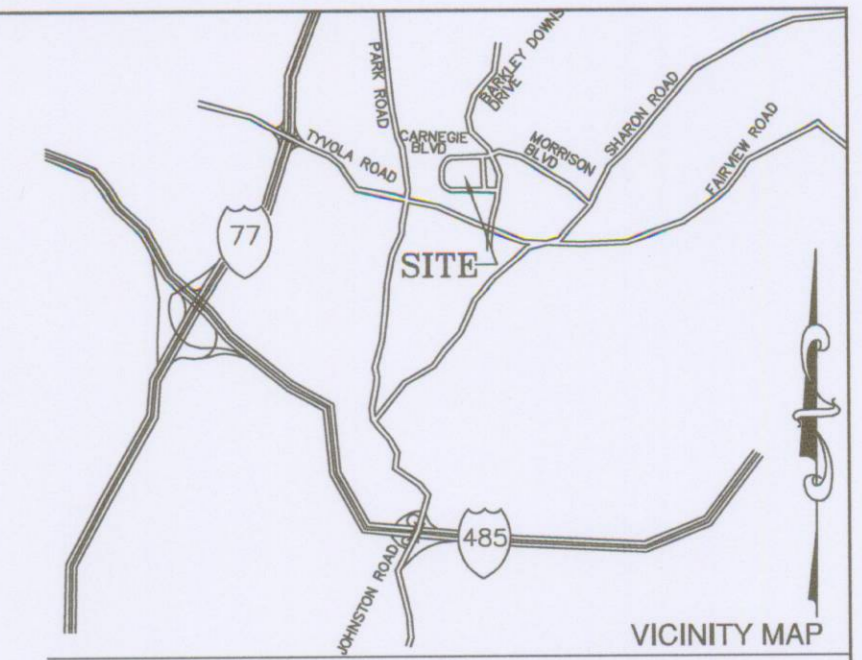 PARK ROAD
BARKLEY DOWNS
DRIVE
SHARON ROAD
FAIRVIEW ROAD
TYVOLA ROAD
CARNEGIE
BLVD
MORRISON
BLVD
77
SITE
485
JOHNSTON ROAD
VICINITY MAP